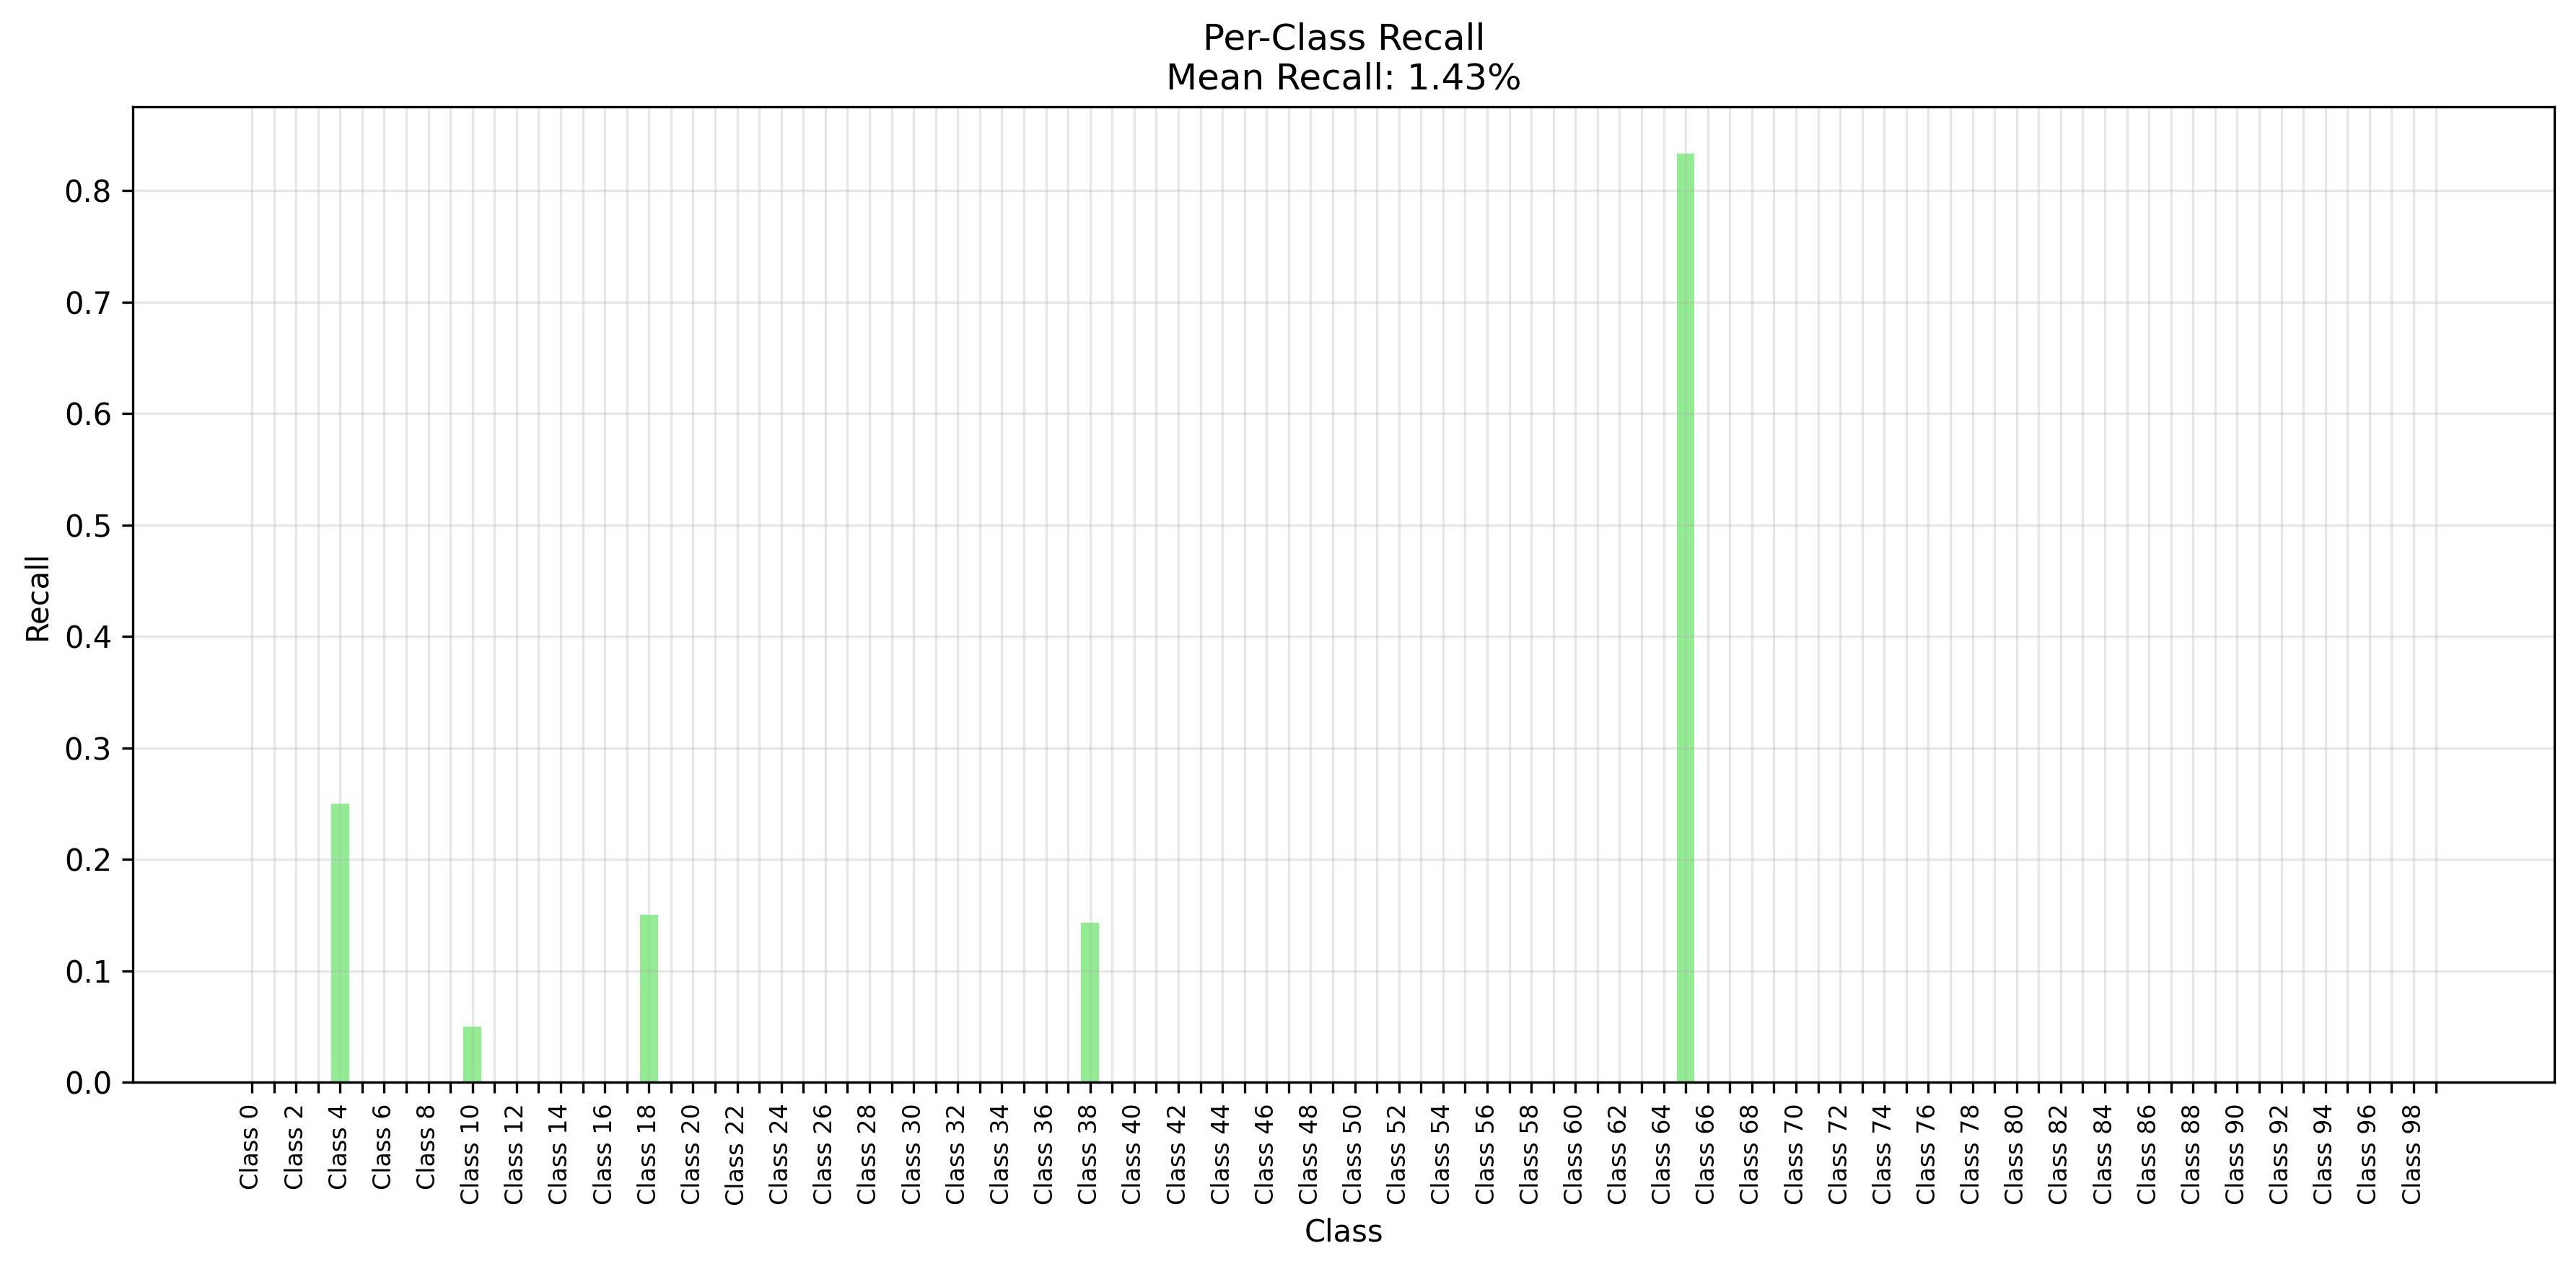 Per-Class Recall
Mean Recall: 1.43%
Recall
0.8
0.7
0.6
0.5
0.4
0.3
0.2
0.1
0.0
Class 0
Class 2
Class 4
Class 6
Class 8
Class 10
Class 12
Class 14
Class 16
Class 18
Class 20
Class 22
Class 24
Class 26
Class 28
Class 30
Class 32
Class 34
Class 36
Class 38
Class 40
Class 42
Class 44
Class 46
Class 48
Class 50
Class 52
Class 54
Class 56
Class 58
Class 60
Class 62
Class 64
Class 66
Class 68
Class 70
Class 72
Class 74
Class 76
Class 78
Class 80
Class 82
Class 84
Class 86
Class 88
Class 90
Class 92
Class 94
Class 96
Class 98
Class